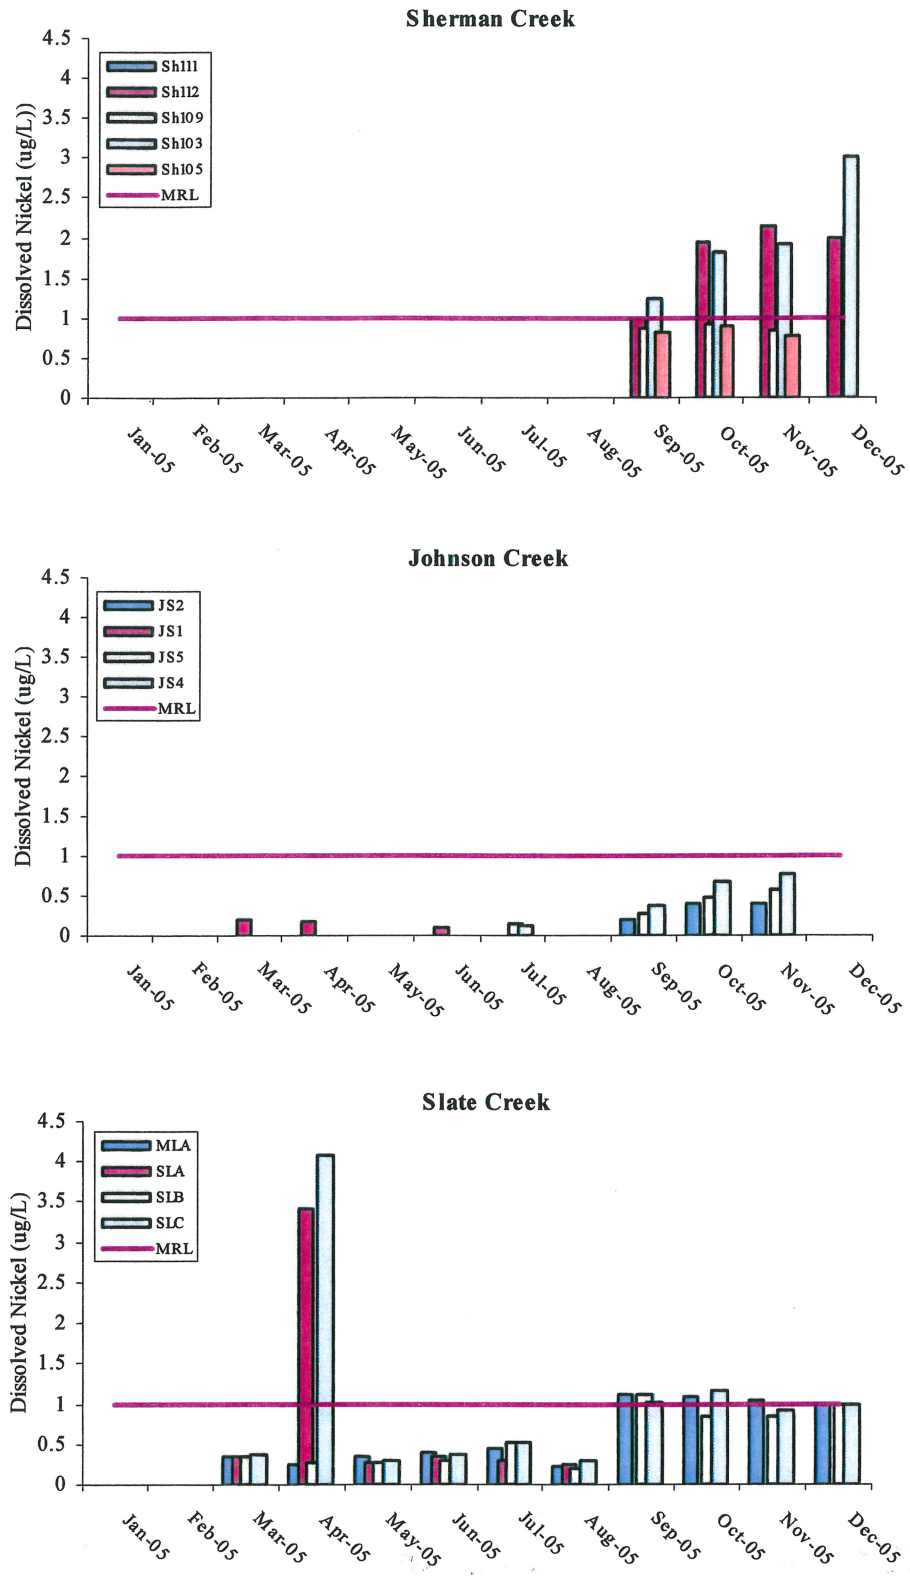 Sherman Creek
Dissolved Nickel (ug/L))
4.5
4
3.5
3
2.5
2
1.5
1
0.5
0
Sh111
Sh112
Sh109
Sh103
Sh105
MRL
Jan-05 Feb-05 Mar-05 Apr-05 May-05 Jun-05 Jul-05 Aug-05 Sep-05 Oct-05 Nov-05 Dec-05
Johnson Creek
Dissolved Nickel (ug/L)
4.5
4
3.5
3
2.5
2
1.5
1
0.5
0
JS2
JS1
JS5
JS4
MRL
Jan-05 Feb-05 Mar-05 Apr-05 May-05 Jun-05 Jul-05 Aug-05 Sep-05 Oct-05 Nov-05 Dec-05
Slate Creek
Dissolved Nickel (ug/L)
4.5
4
3.5
3
2.5
2
1.5
1
0.5
0
MLA
SLA
SLB
SLC
MRL
Jan-05 Feb-05 Mar-05 Apr-05 May-05 Jun-05 Jul-05 Aug-05 Sep-05 Oct-05 Nov-05 Dec-05